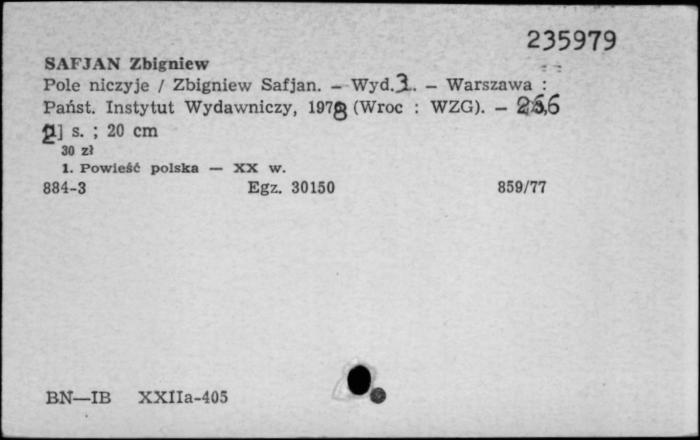 235979
SAFJAN Zbigniew
Pole niczyje / Zbigniew Safjan. — Wyd. 3. — Warszawa :
Państ. Instytut Wydawniczy, 1978 (Wroc : WZG). —
2] s. ; 20 cm
30 zł
1. Powieść polska — XX w.
884-3 Egz. 30150 859/77
BN—IB XXIIa-405